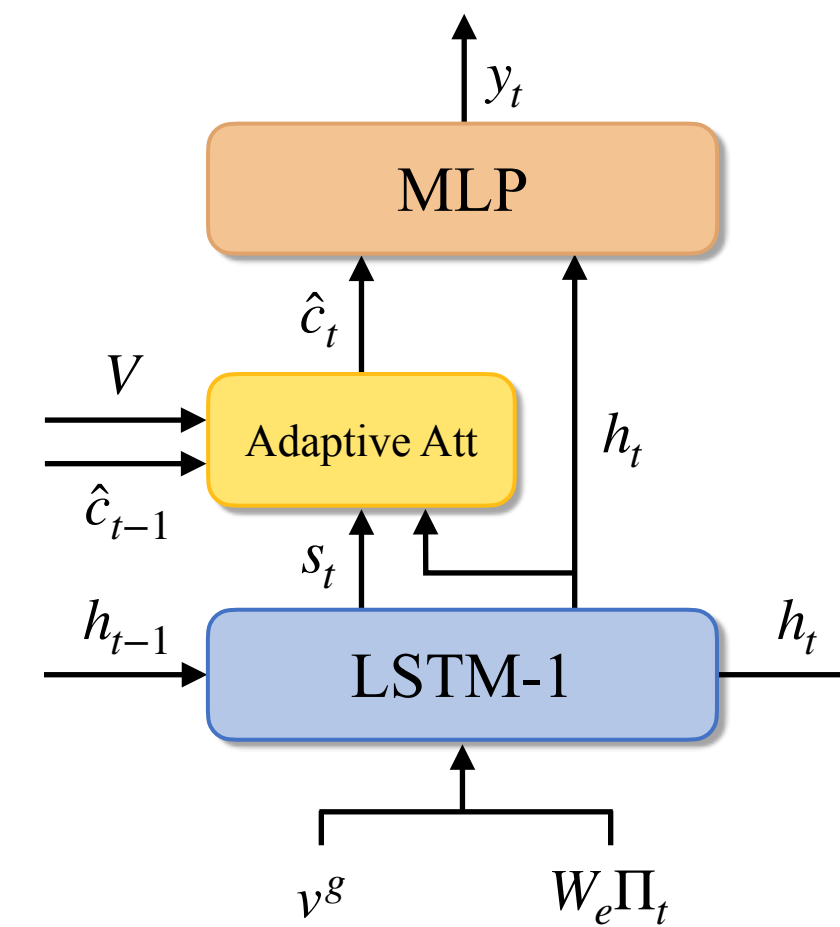 y_t
MLP
ĉ_t
V
Adaptive Att
h_t
ĉ_{t−1}
s_t
h_{t−1}
h_t
LSTM-1
v^g
W_eΠ_t